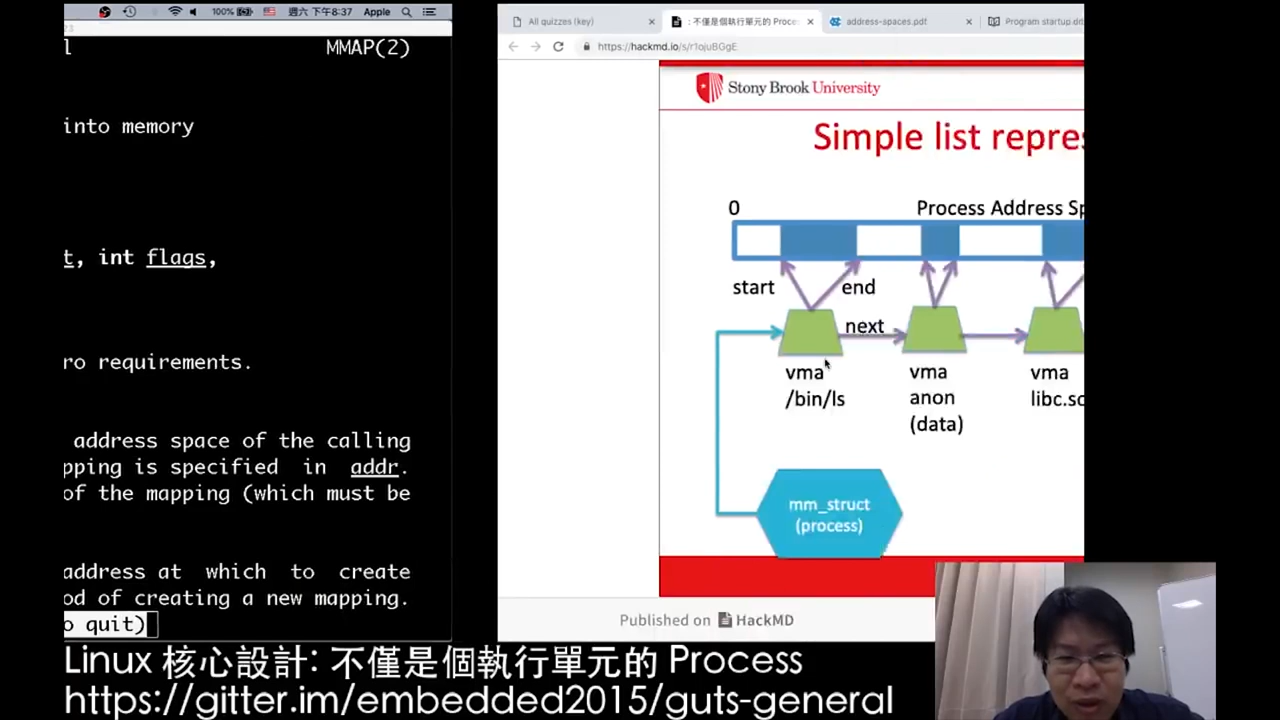 100% 週六 下午8:37 Apple
l MMAP(2)
into memory
t, int flags,
ro requirements.
address space of the calling
pping is specified in addr.
of the mapping (which must be
address at which to create
od of creating a new mapping.
o quit)
All quizzes (key)
: 不僅是個執行單元的 Proce
address-spaces.pdf
Program startup.dr
https://hackmd.io/s/r1ojuBGgE
Stony Brook University
Simple list repres
0 Process Address Sp
start end
next
vma
/bin/ls
vma
anon
(data)
vma
libc.so
mm_struct
(process)
Published on HackMD
Linux 核心設計: 不僅是個執行單元的 Process
https://gitter.im/embedded2015/guts-general